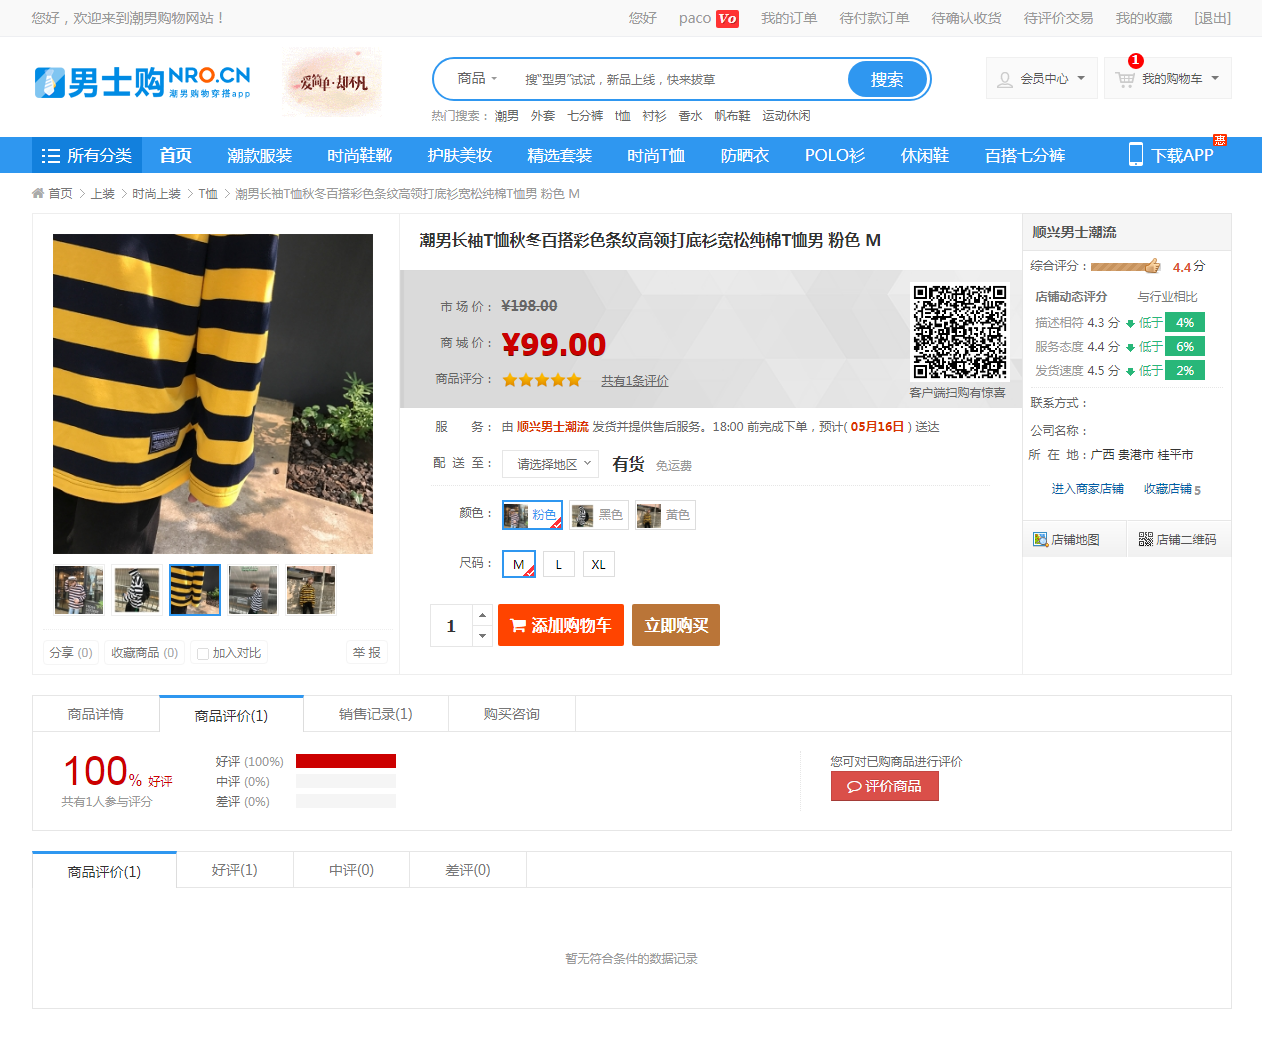 您好，欢迎来到潮男购物网站！
您好 paco V0 我的订单 待付款订单 待确认收货 待评价交易 我的收藏 [退出]
男士购 NRO.CN
潮男购物穿搭app
爱简单·却不凡
商品 搜“型男”试试，新品上线，快来拔草 搜索
会员中心 1 我的购物车
热门搜索： 潮男 外套 七分裤 t恤 衬衫 香水 帆布鞋 运动休闲
所有分类 首页 潮款服装 时尚鞋靴 护肤美妆 精选套装 时尚T恤 防晒衣 POLO衫 休闲鞋 百搭七分裤 下载APP 惠
首页 > 上装 > 时尚上装 > T恤 > 潮男长袖T恤秋冬百搭彩色条纹高领打底衫宽松纯棉T恤男 粉色 M
潮男长袖T恤秋冬百搭彩色条纹高领打底衫宽松纯棉T恤男 粉色 M
市 场 价： ¥198.00
商 城 价： ¥99.00
商品评分： 共有1条评价
客户端扫购有惊喜
服 务： 由 顺兴男士潮流 发货并提供售后服务。18:00 前完成下单，预计( 05月16日 ) 送达
配 送 至： 请选择地区 有货 免运费
颜色： 粉色 黑色 黄色
尺码： M L XL
1 添加购物车 立即购买
分享 (0) 收藏商品 (0) 加入对比 举 报
顺兴男士潮流
综合评分： 4.4 分
店铺动态评分 与行业相比
描述相符 4.3 分 低于 4%
服务态度 4.4 分 低于 6%
发货速度 4.5 分 低于 2%
联系方式：
公司名称：
所 在 地：广西 贵港市 桂平市
进入商家店铺 收藏店铺 5
店铺地图 店铺二维码
商品详情 商品评价(1) 销售记录(1) 购买咨询
100% 好评
共有1人参与评分
好评 (100%)
中评 (0%)
差评 (0%)
您可对已购商品进行评价
评价商品
商品评价(1) 好评(1) 中评(0) 差评(0)
暂无符合条件的数据记录